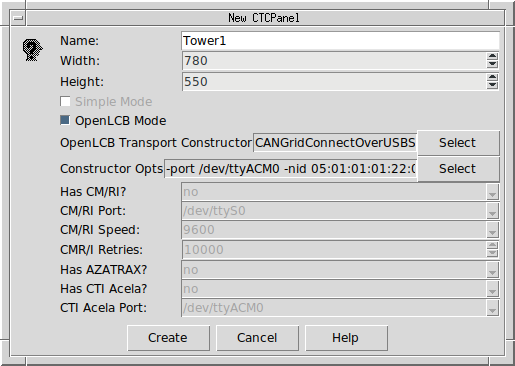 New CTCPanel
Name: Tower1
Width: 780
Height: 550
Simple Mode
OpenLCB Mode
OpenLCB Transport Constructor CANGridConnectOverUSBS Select
Constructor Opts -port /dev/ttyACM0 -nid 05:01:01:01:22:0 Select
Has CM/RI? no
CM/RI Port: /dev/ttyS0
CM/RI Speed: 9600
CMR/I Retries: 10000
Has AZATRAX? no
Has CTI Acela? no
CTI Acela Port: /dev/ttyACM0
Create Cancel Help